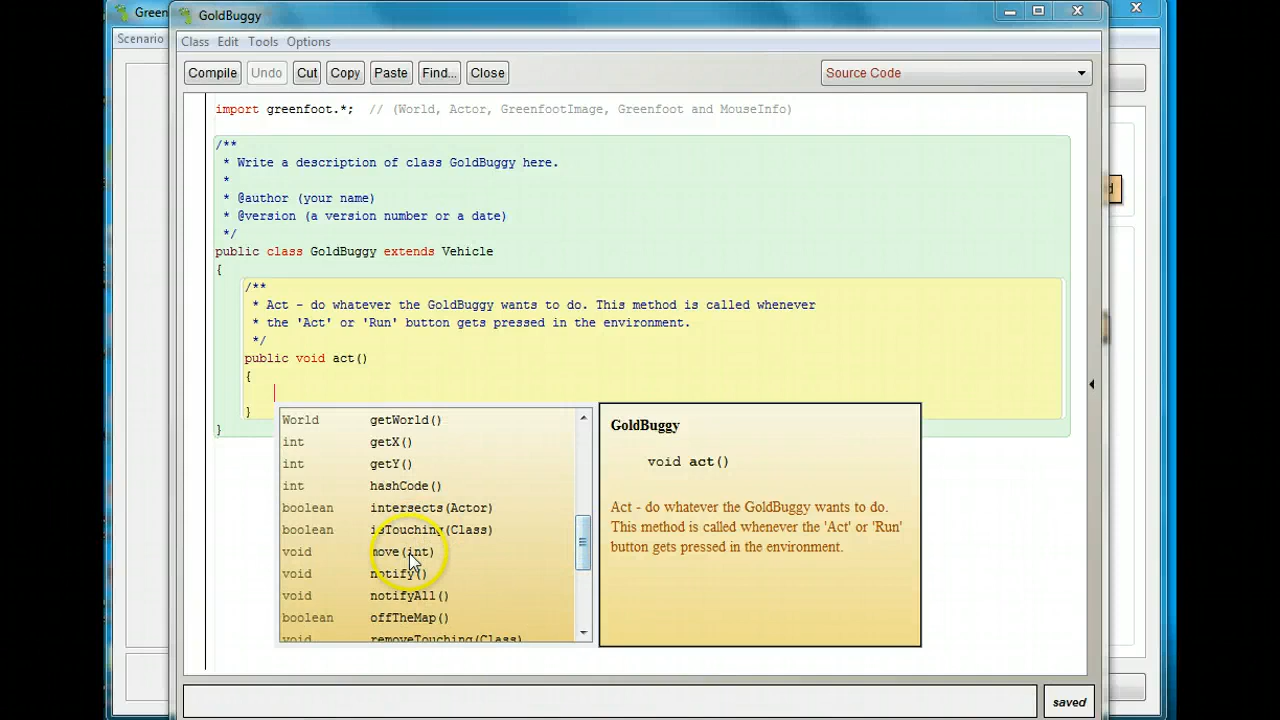 Green
GoldBuggy
Scenario
Class Edit Tools Options
Compile Undo Cut Copy Paste Find... Close Source Code
import greenfoot.*;  // (World, Actor, GreenfootImage, Greenfoot and MouseInfo)
/**
* Write a description of class GoldBuggy here.
*
* @author (your name)
* @version (a version number or a date)
*/
public class GoldBuggy extends Vehicle
{
/**
* Act - do whatever the GoldBuggy wants to do. This method is called whenever
* the 'Act' or 'Run' button gets pressed in the environment.
*/
public void act()
{
}
}
World getWorld()
int getX()
int getY()
int hashCode()
boolean intersects(Actor)
boolean isTouching(Class)
void move(int)
void notify()
void notifyAll()
boolean offTheMap()
void removeTouching(Class)
GoldBuggy
void act()
Act - do whatever the GoldBuggy wants to do.
This method is called whenever the 'Act' or 'Run'
button gets pressed in the environment.
d
saved